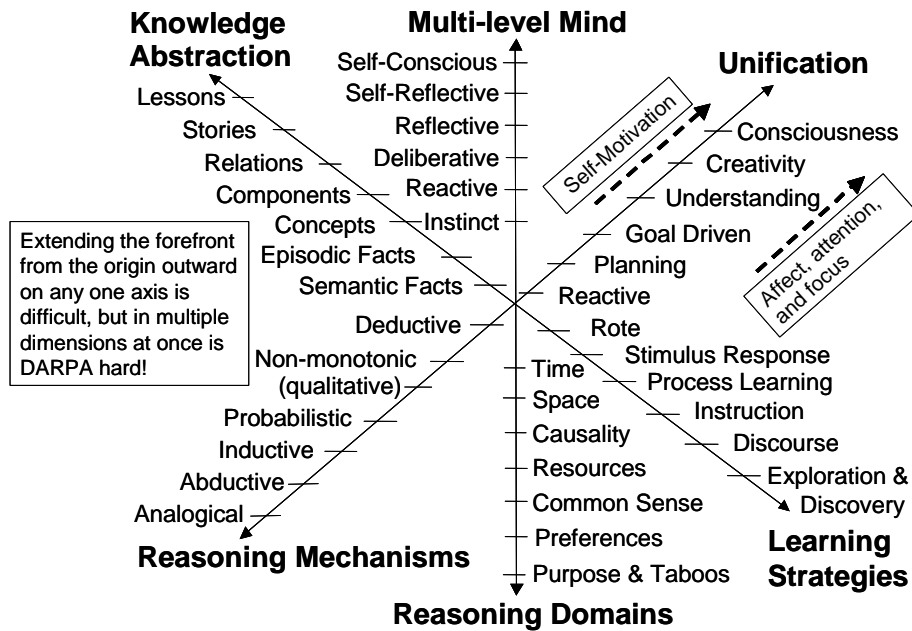 Knowledge
Abstraction
Lessons
Stories
Relations
Components
Concepts
Episodic Facts
Semantic Facts
Multi-level Mind
Self-Conscious
Self-Reflective
Reflective
Deliberative
Reactive
Instinct
Unification
Consciousness
Creativity
Understanding
Goal Driven
Planning
Reactive
Self-Motivation
Affect, attention,
and focus
Extending the forefront
from the origin outward
on any one axis is
difficult, but in multiple
dimensions at once is
DARPA hard!
Deductive
Non-monotonic
(qualitative)
Probabilistic
Inductive
Abductive
Analogical
Reasoning Mechanisms
Time
Space
Causality
Resources
Common Sense
Preferences
Purpose & Taboos
Reasoning Domains
Rote
Stimulus Response
Process Learning
Instruction
Discourse
Exploration &
Discovery
Learning
Strategies